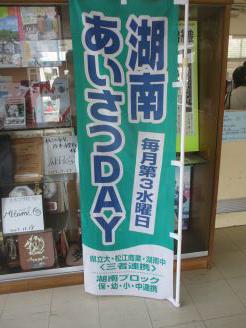 湖南
あいさつDAY
毎月第3水曜日
県立大・松江商業・湖南中
〈三者連携〉
湖南ブロック
保・幼・小・中連携